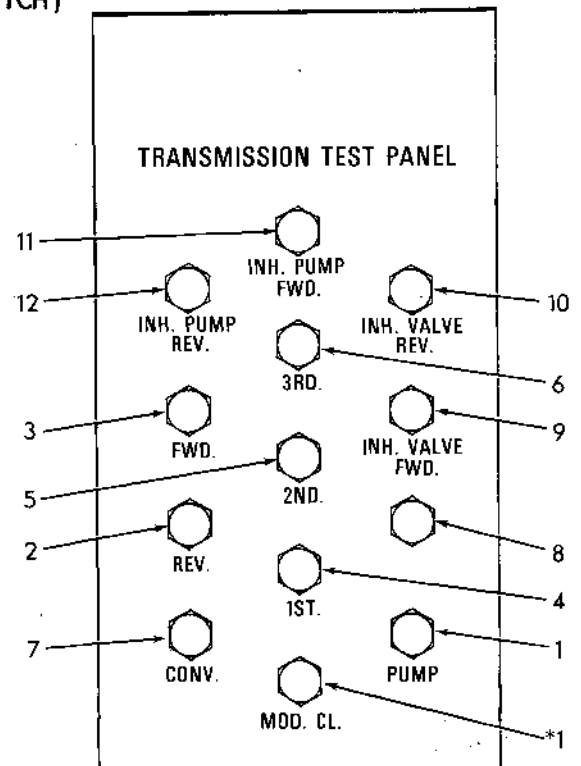 TCH)
TRANSMISSION TEST PANEL
11
INH. PUMP
FWD.
12
INH. PUMP
REV.
10
INH. VALVE
REV.
6
3RD.
3
FWD.
9
INH. VALVE
FWD.
5
2ND.
2
REV.
8
4
1ST.
7
CONV.
1
PUMP
*1
MOD. CL.